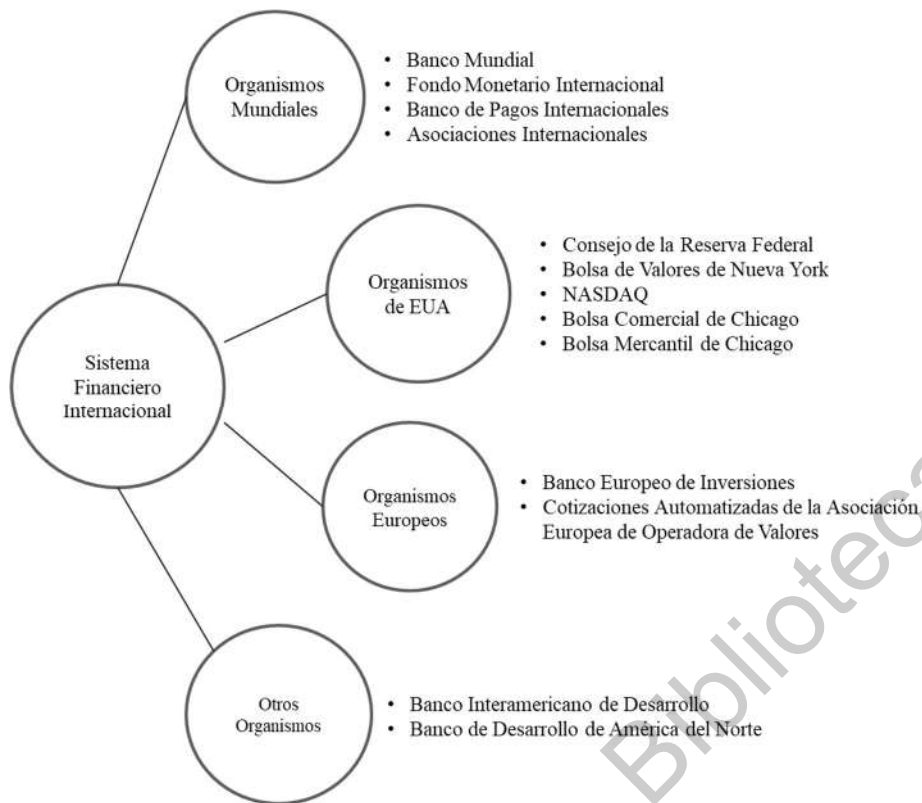 Organismos
Mundiales
• Banco Mundial
• Fondo Monetario Internacional
• Banco de Pagos Internacionales
• Asociaciones Internacionales
Organismos
de EUA
• Consejo de la Reserva Federal
• Bolsa de Valores de Nueva York
• NASDAQ
• Bolsa Comercial de Chicago
• Bolsa Mercantil de Chicago
Sistema
Financiero
Internacional
Organismos
Europeos
• Banco Europeo de Inversiones
• Cotizaciones Automatizadas de la Asociación
Europea de Operadora de Valores
Otros
Organismos
• Banco Interamericano de Desarrollo
• Banco de Desarrollo de América del Norte
Biblioteca